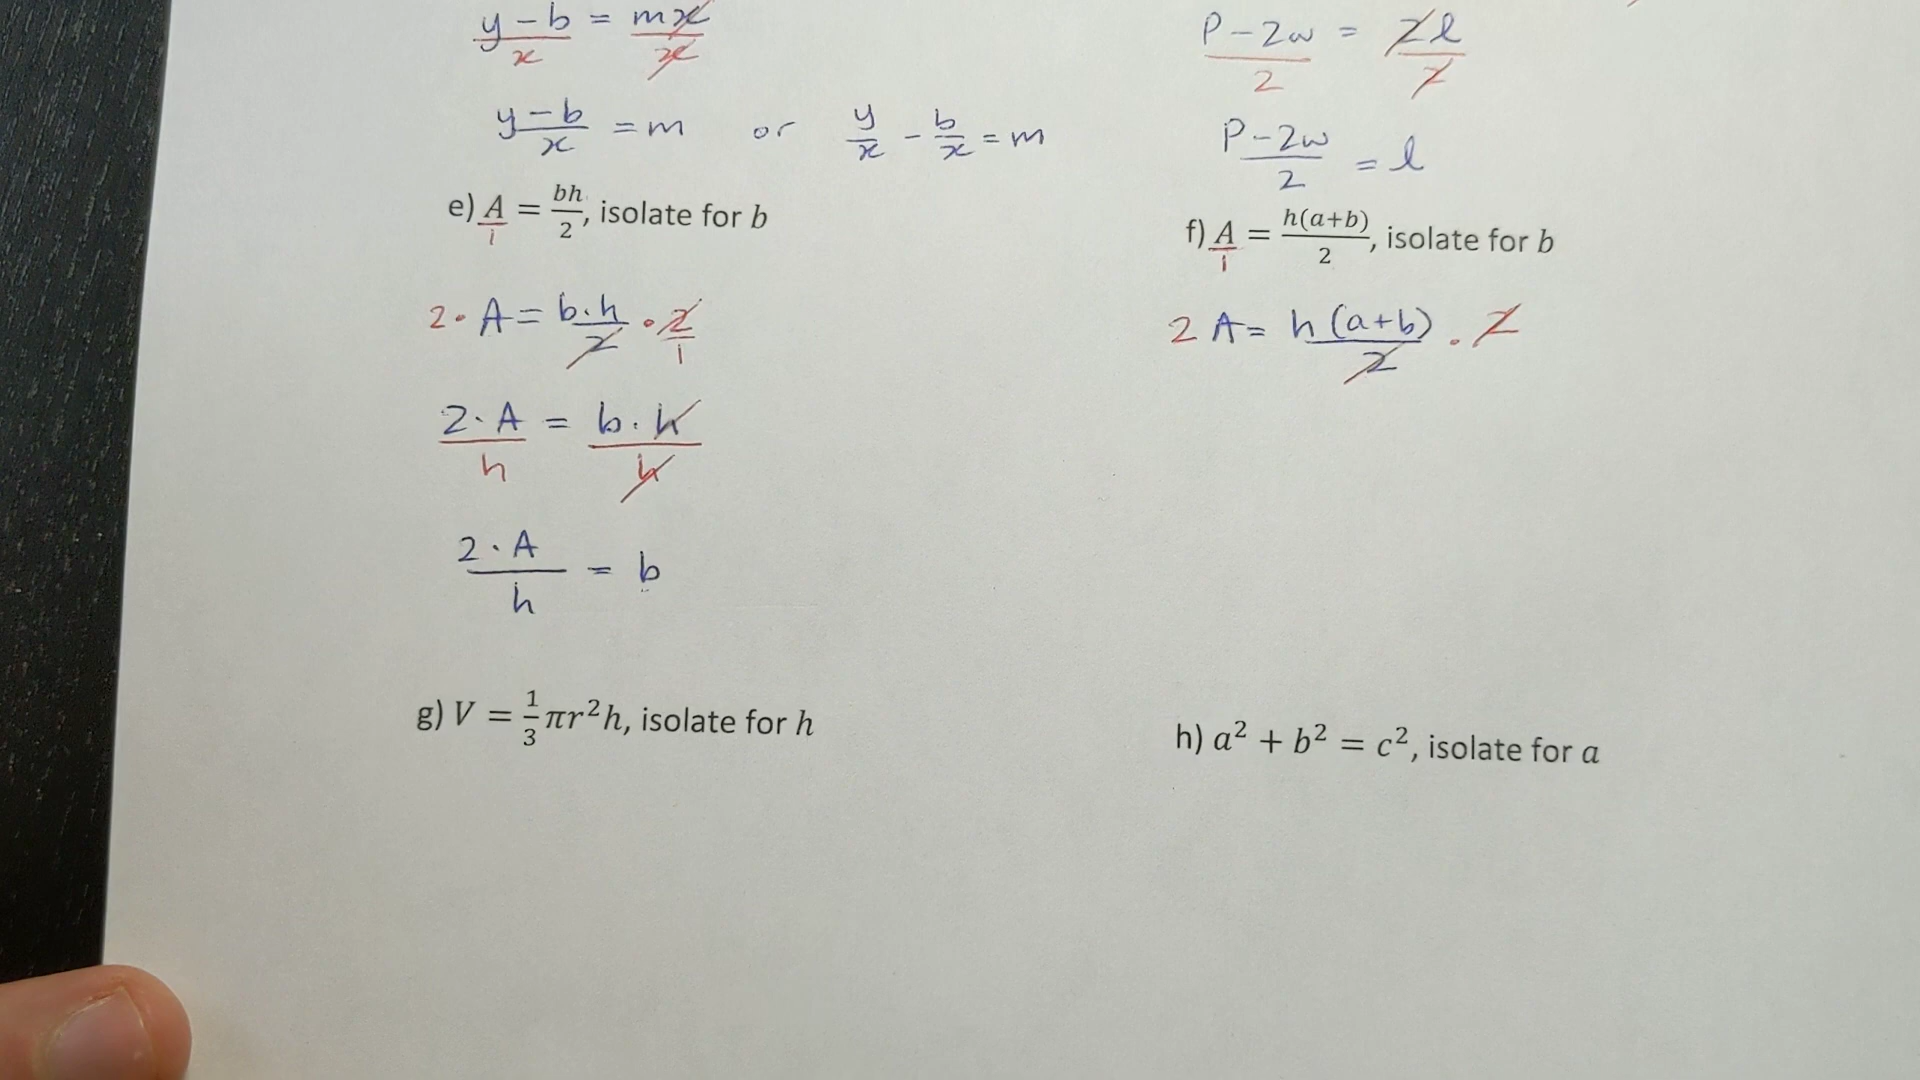 y - b = mx
x x
y - b / x = m or y/x - b/x = m
e) A/1 = bh/2, isolate for b
2 · A = b · h/2 · 2/1
2 · A / h = b · h / h
2 · A / h = b
P - 2w = 2l
2 2
P - 2w / 2 = l
f) A/1 = h(a+b)/2, isolate for b
2 A = h(a+b)/2 · 2
g) V = 1/3 πr²h, isolate for h
h) a² + b² = c², isolate for a